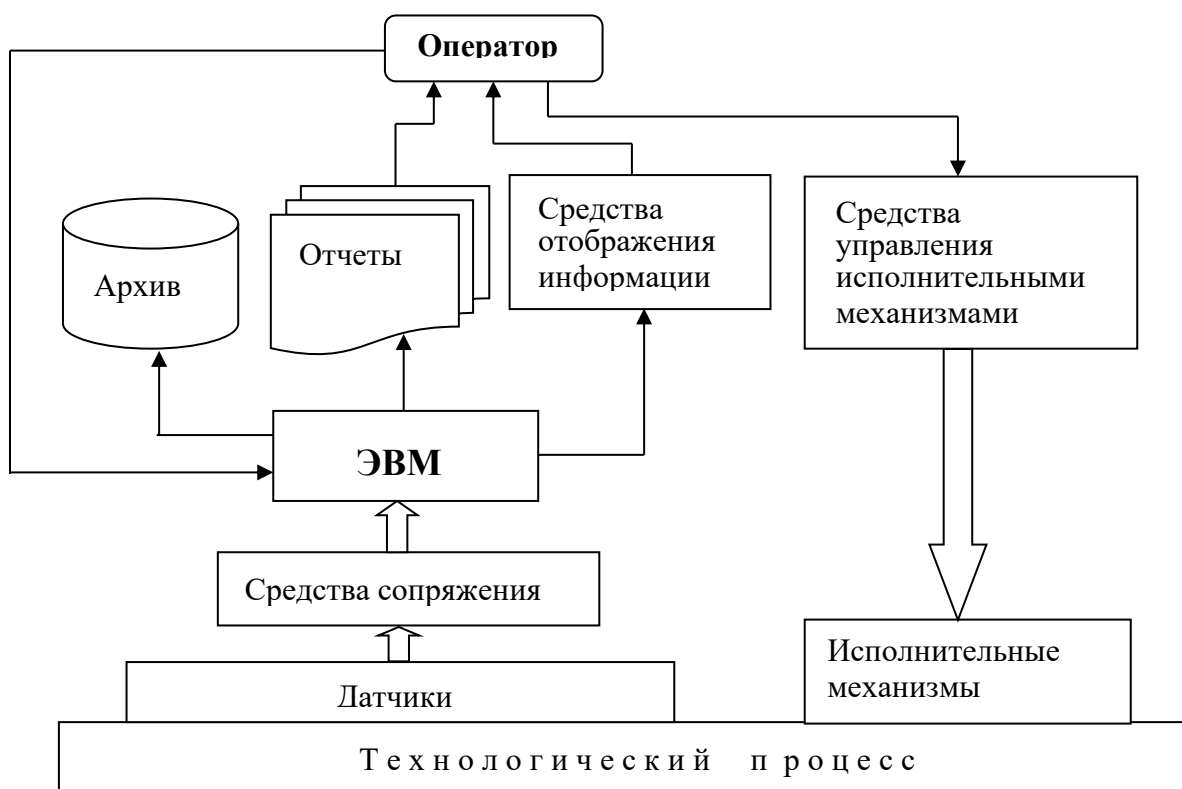 Оператор
Архив
Отчеты
Средства
отображения
информации
Средства
управления
исполнительными
механизмами
ЭВМ
Средства сопряжения
Датчики
Исполнительные
механизмы
Технологический процесс